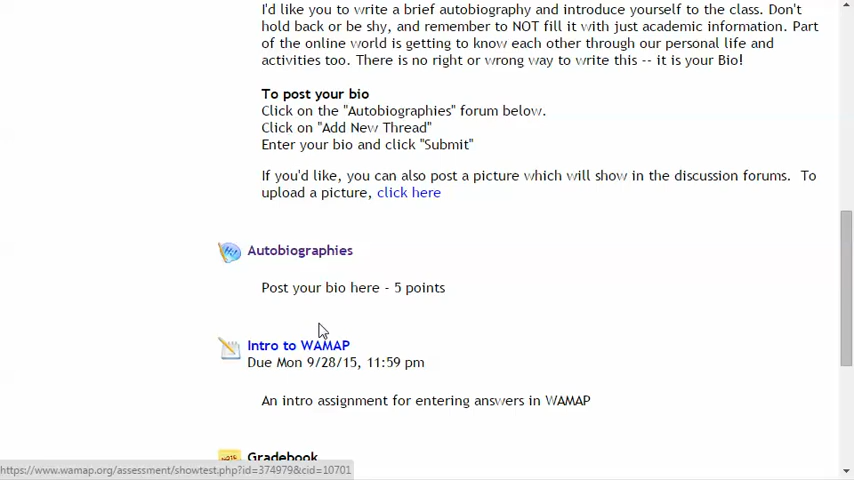 I'd like you to write a brief autobiography and introduce yourself to the class. Don't
hold back or be shy, and remember to NOT fill it with just academic information. Part
of the online world is getting to know each other through our personal life and
activities too. There is no right or wrong way to write this -- it is your Bio!
To post your bio
Click on the "Autobiographies" forum below.
Click on "Add New Thread"
Enter your bio and click "Submit"
If you'd like, you can also post a picture which will show in the discussion forums. To
upload a picture, click here
Autobiographies
Post your bio here - 5 points
Intro to WAMAP
Due Mon 9/28/15, 11:59 pm
An intro assignment for entering answers in WAMAP
Gradebook
https://www.wamap.org/assessment/showtest.php?id=374979&cid=10701